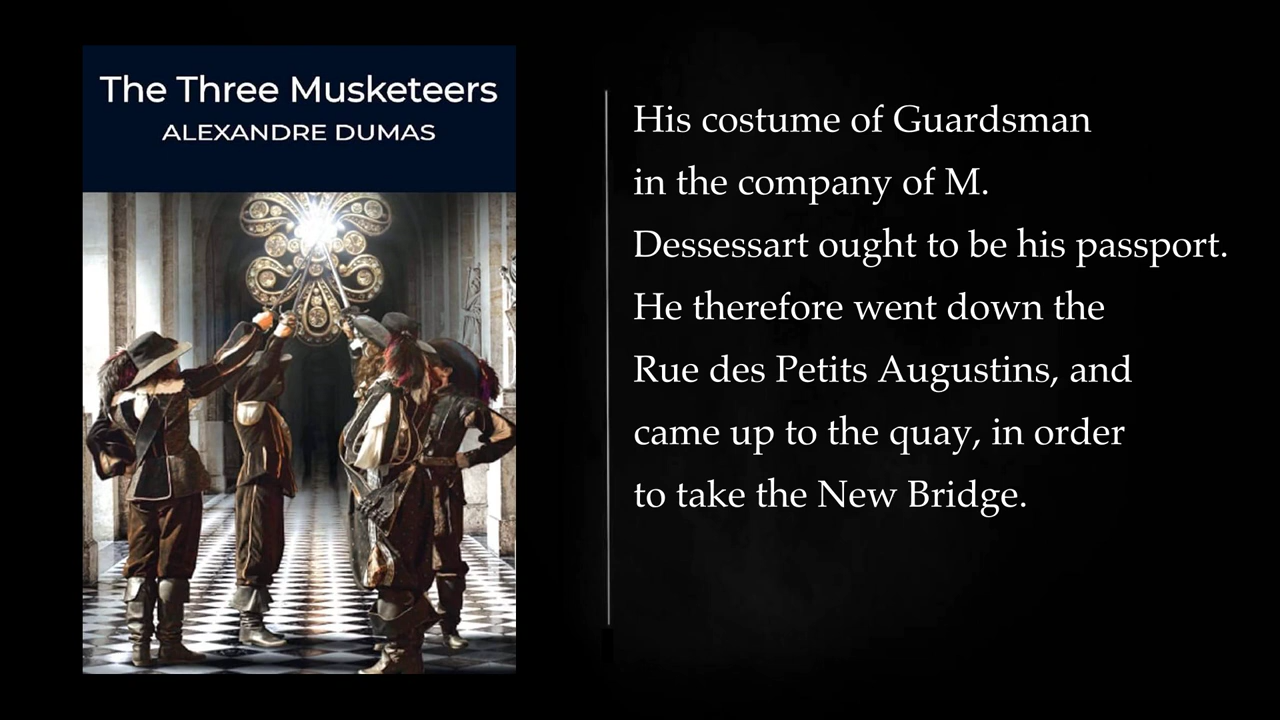 The Three Musketeers
ALEXANDRE DUMAS
His costume of Guardsman
in the company of M.
Dessessart ought to be his passport.
He therefore went down the
Rue des Petits Augustins, and
came up to the quay, in order
to take the New Bridge.